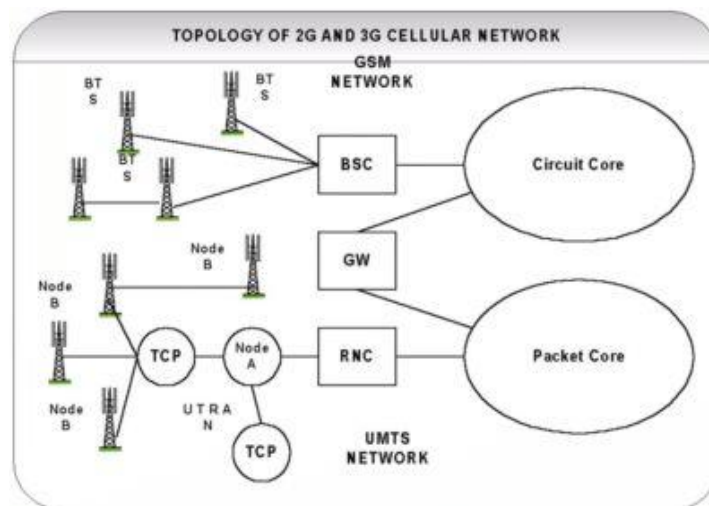 TOPOLOGY OF 2G AND 3G CELLULAR NETWORK
GSM
NETWORK
BT
S
BT
S
BT
S
BSC
Circuit Core
GW
Node
B
Node
B
TCP
Node
A
RNC
Packet Core
Node
B
U T R A
N
TCP
UMTS
NETWORK